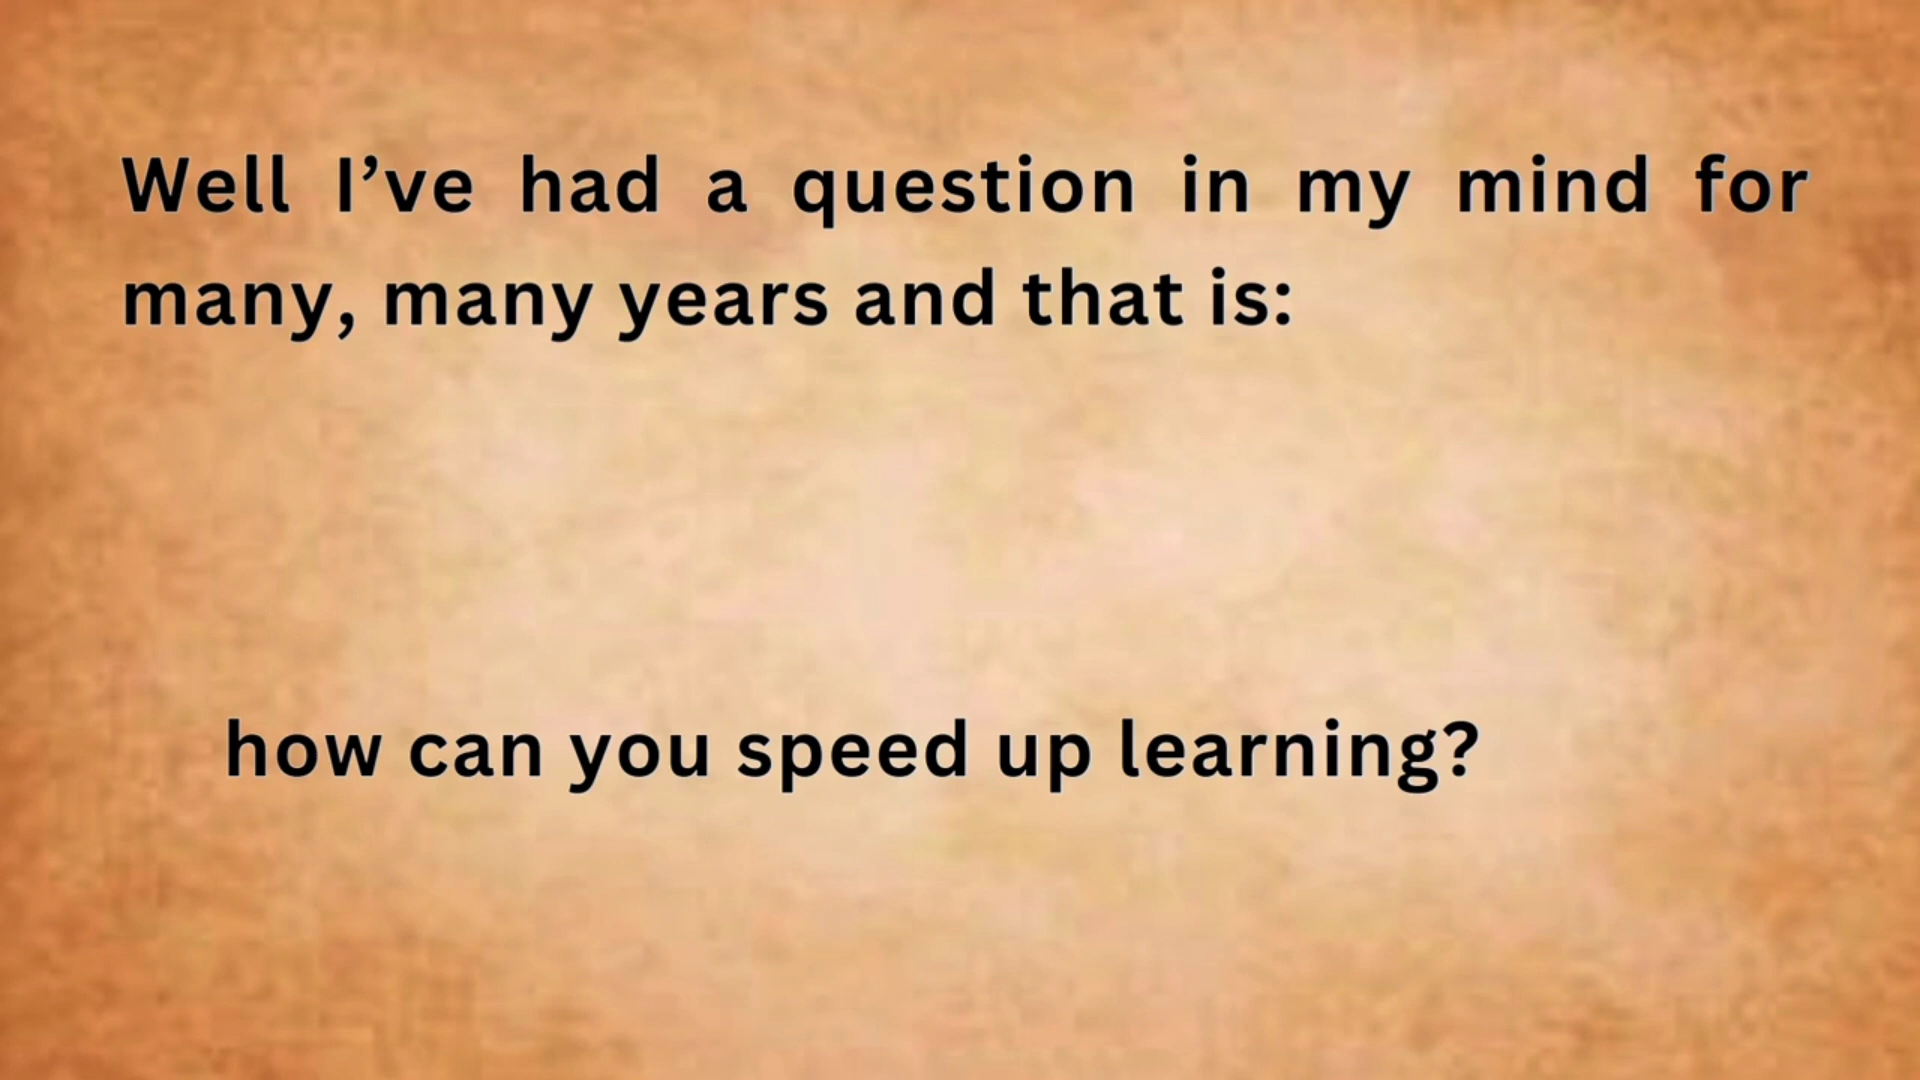 Well I’ve had a question in my mind for
many, many years and that is:
how can you speed up learning?